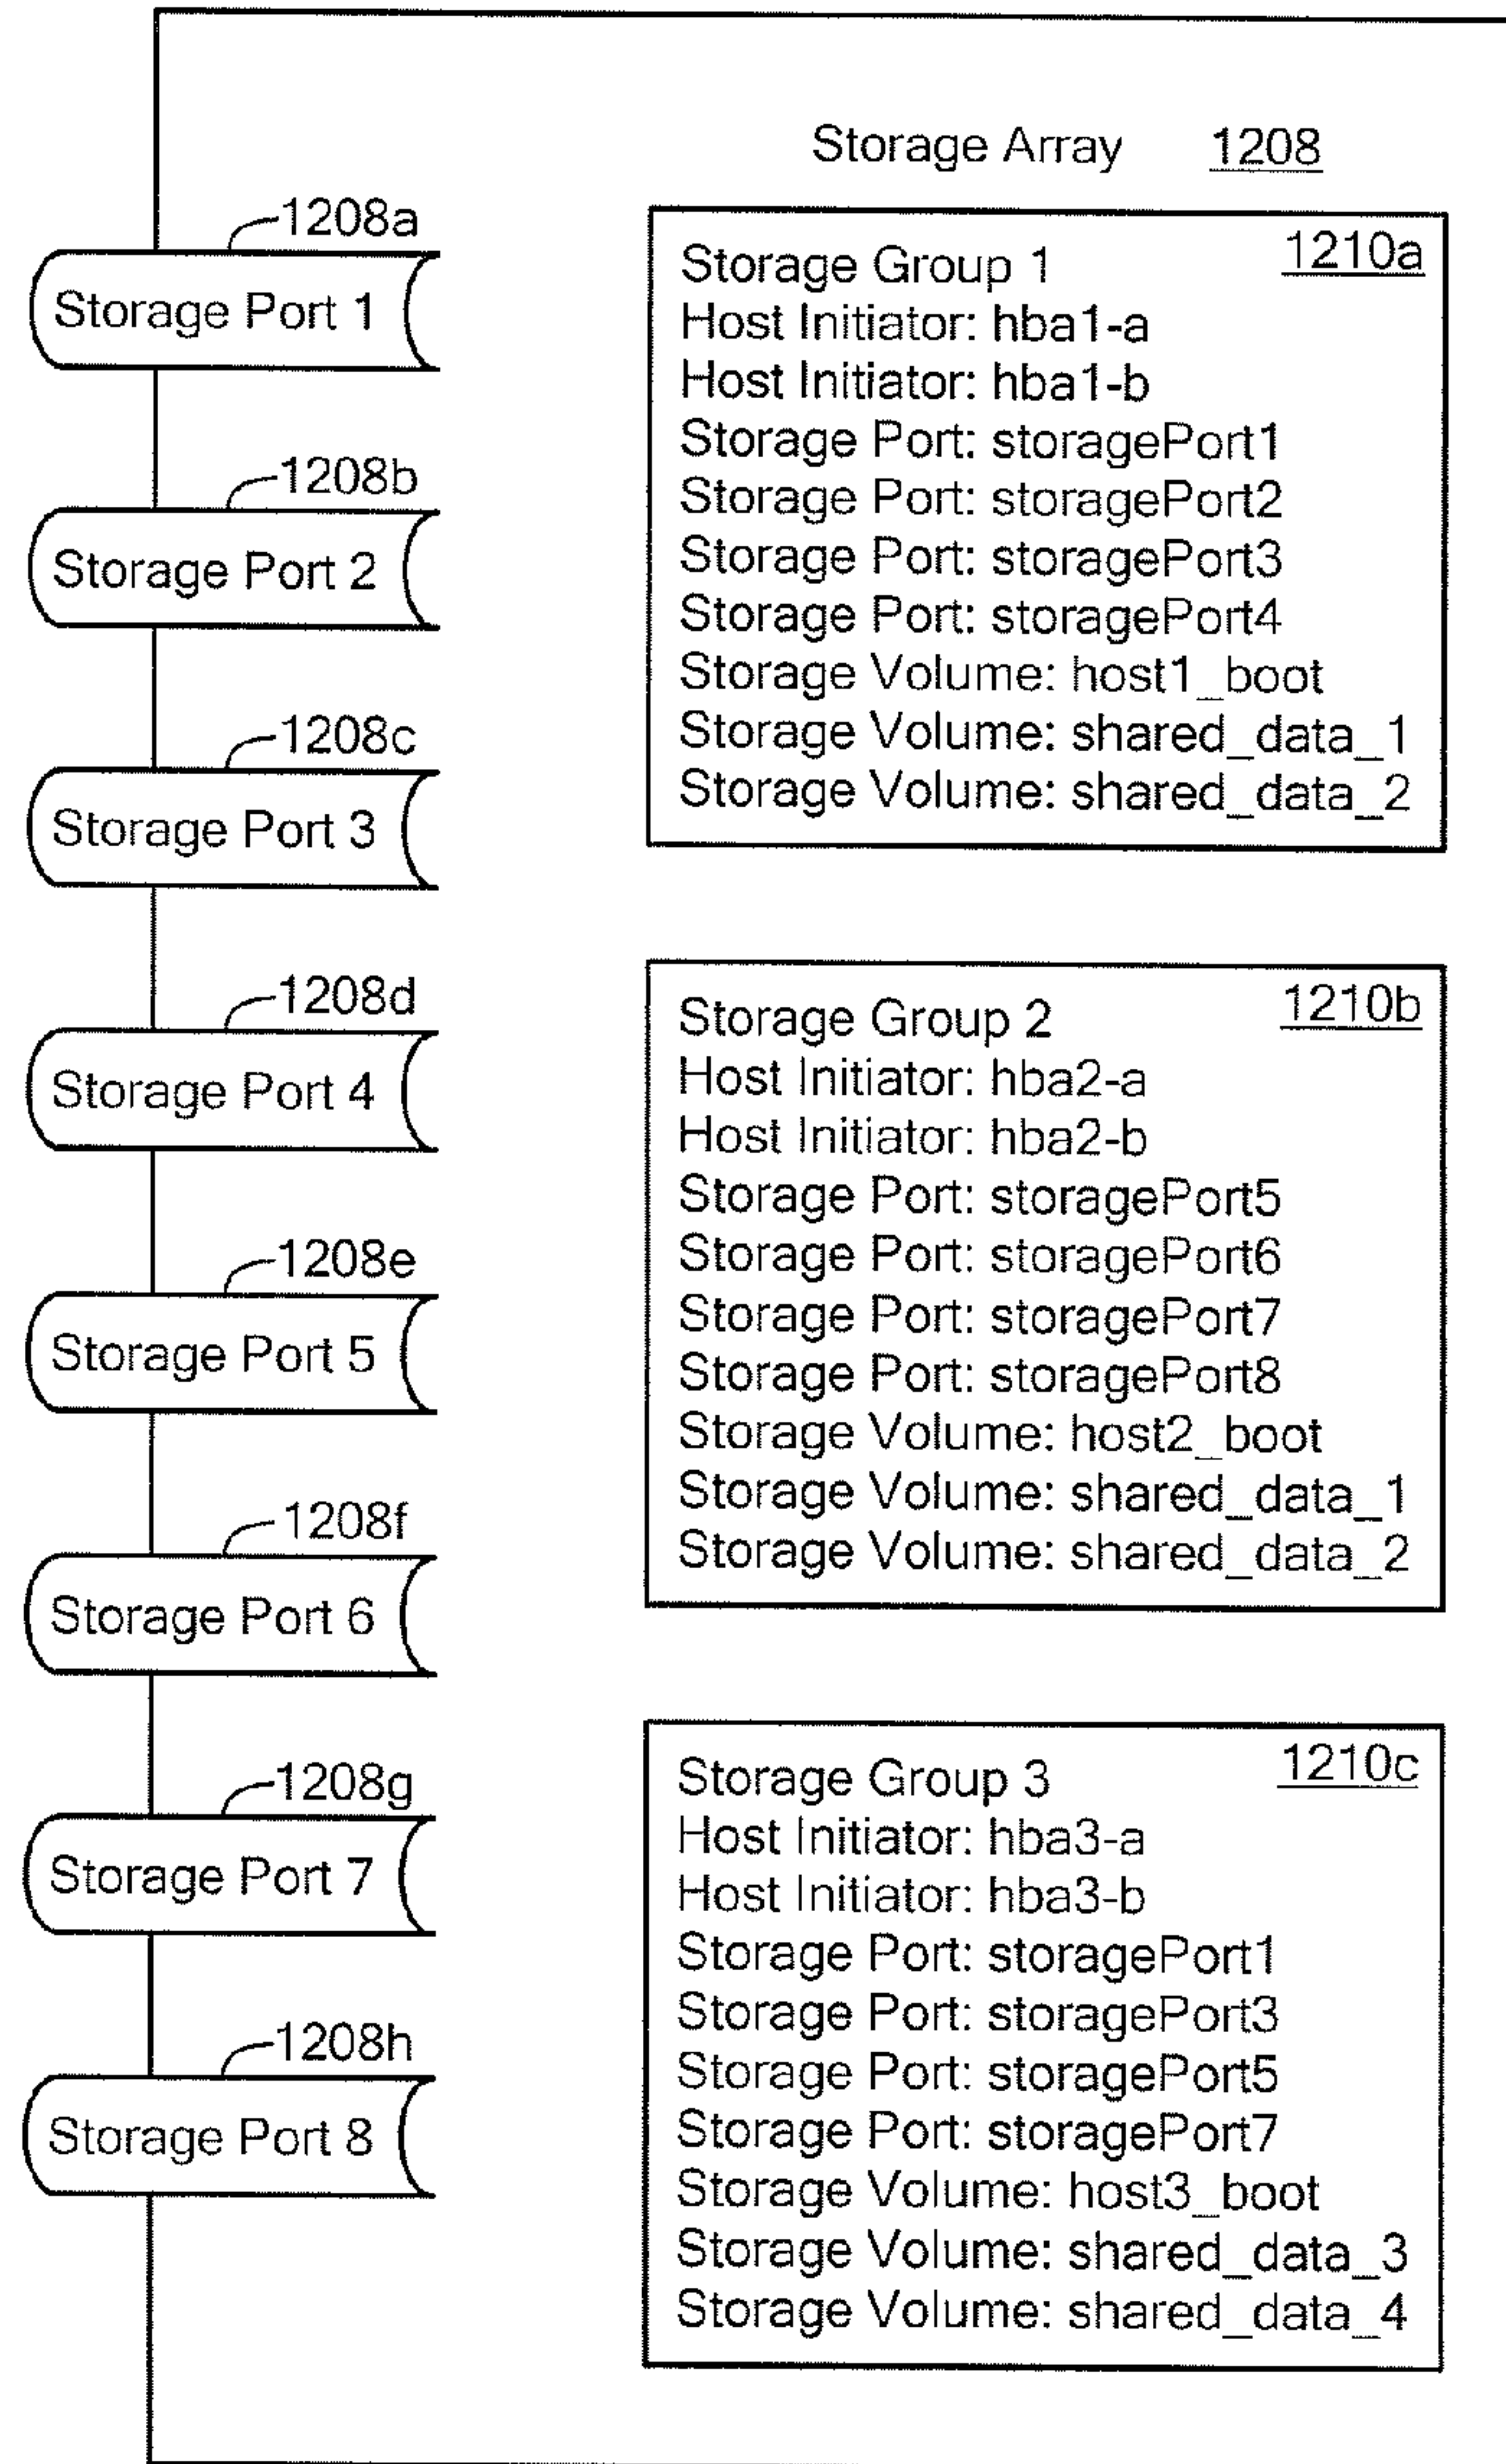 Storage Array 1208
1208a
Storage Port 1
1208b
Storage Port 2
1208c
Storage Port 3
1208d
Storage Port 4
1208e
Storage Port 5
1208f
Storage Port 6
1208g
Storage Port 7
1208h
Storage Port 8
1210a
Storage Group 1
Host Initiator: hba1-a
Host Initiator: hba1-b
Storage Port: storagePort1
Storage Port: storagePort2
Storage Port: storagePort3
Storage Port: storagePort4
Storage Volume: host1_boot
Storage Volume: shared_data_1
Storage Volume: shared_data_2
1210b
Storage Group 2
Host Initiator: hba2-a
Host Initiator: hba2-b
Storage Port: storagePort5
Storage Port: storagePort6
Storage Port: storagePort7
Storage Port: storagePort8
Storage Volume: host2_boot
Storage Volume: shared_data_1
Storage Volume: shared_data_2
1210c
Storage Group 3
Host Initiator: hba3-a
Host Initiator: hba3-b
Storage Port: storagePort1
Storage Port: storagePort3
Storage Port: storagePort5
Storage Port: storagePort7
Storage Volume: host3_boot
Storage Volume: shared_data_3
Storage Volume: shared_data_4